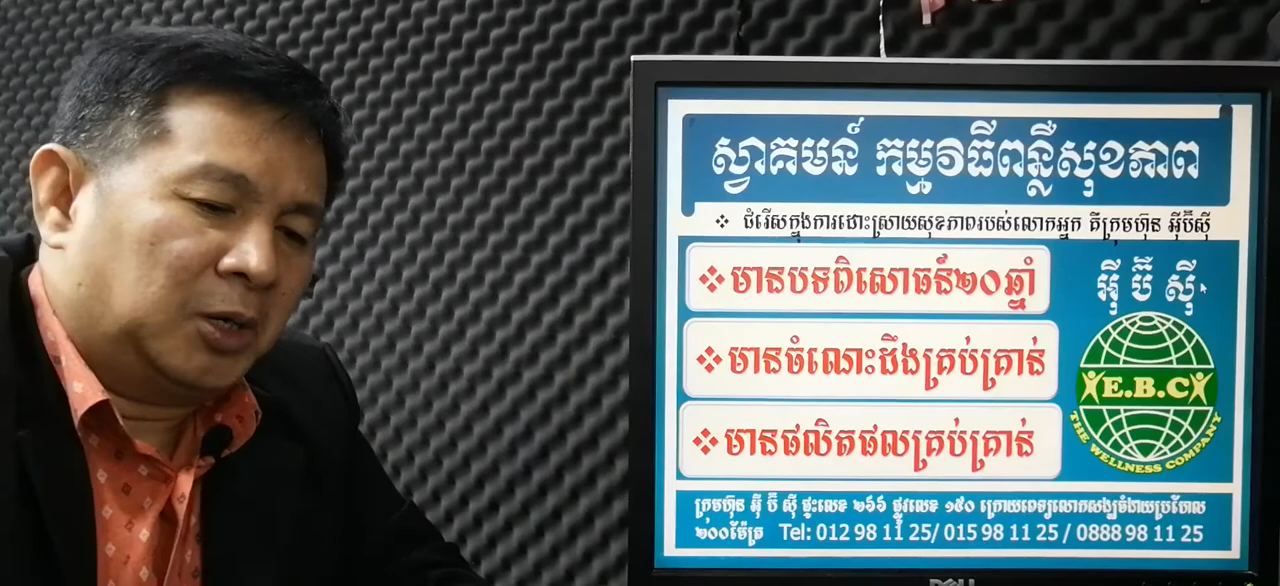 ស្វាគមន៍ កម្មវិធីពន្លឺសុខភាព
❖ ជំរើសក្នុងការដោះស្រាយសុខភាពរបស់លោកអ្នក គឺក្រុមហ៊ុន អ៊ីប៊ីស៊ី
❖មានបទពិសោធន៍២០ឆ្នាំ
❖មានចំណេះដឹងគ្រប់គ្រាន់
❖មានផលិតផលគ្រប់គ្រាន់
អ៊ី ប៊ី ស៊ី
E.B.C
THE WELLNESS COMPANY
ក្រុមហ៊ុន អ៊ី ប៊ី ស៊ី ផ្ទះលេខ ២៦៦ ផ្លូវលេខ ១៥០ ក្រោយពេទ្យលោកសង្ឃចំងាយប្រហែល
២០០ម៉ែត្រ Tel: 012 98 11 25/ 015 98 11 25 / 0888 98 11 25